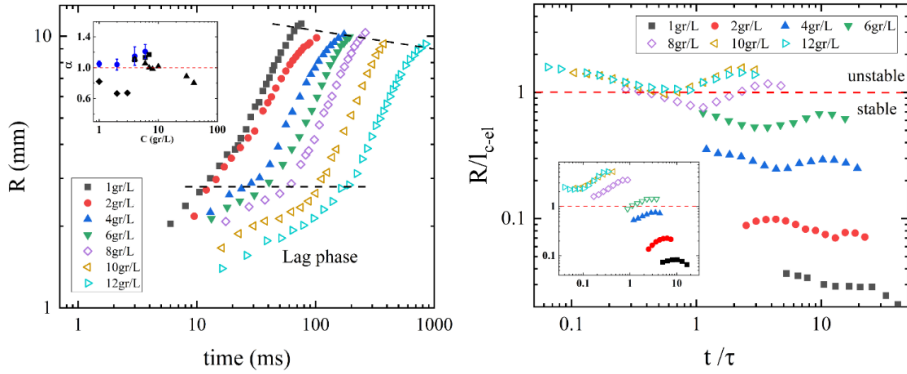 R (mm)
10
1
1.4
1.2
1.0
0.8
0.6
α
1
10
100
C (gr/L)
1gr/L
2gr/L
4gr/L
6gr/L
8gr/L
10gr/L
12gr/L
Lag phase
1
10
100
1000
time (ms)
R/l_c-el
1
0.1
1gr/L 2gr/L 4gr/L 6gr/L
8gr/L 10gr/L 12gr/L
unstable
stable
1
0.1
0.1
1
10
0.1
1
10
t /τ